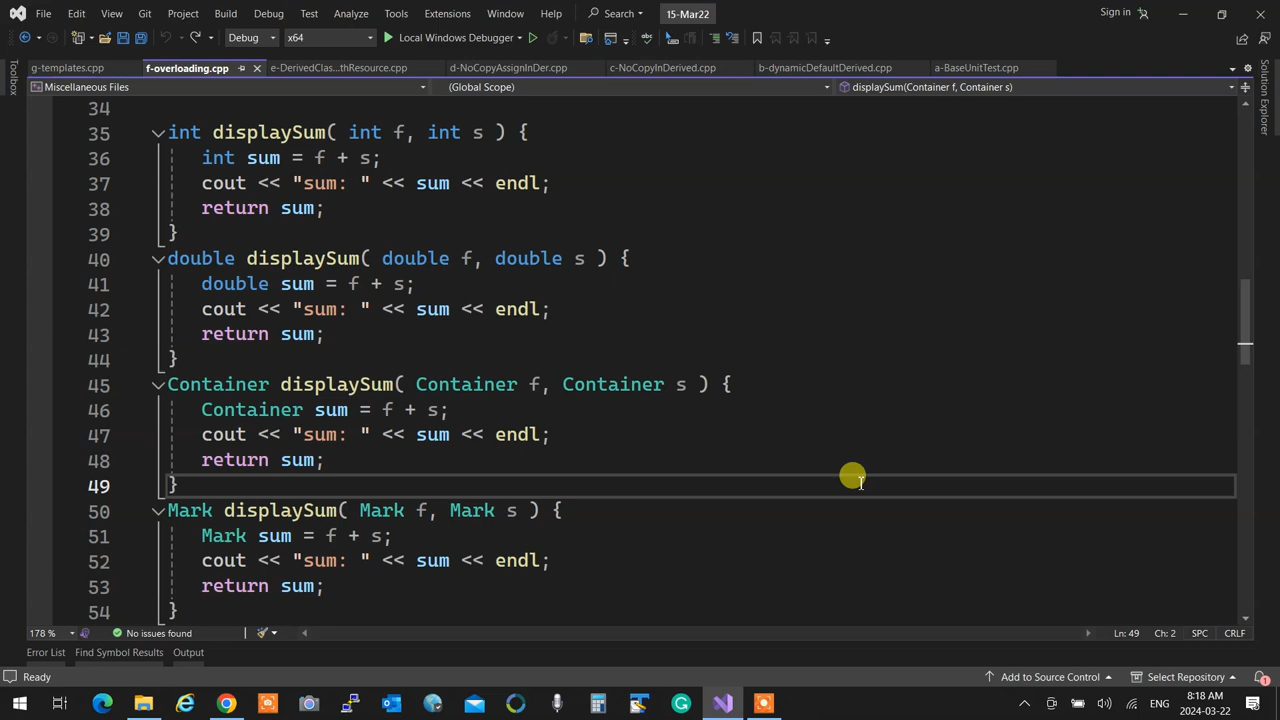 File Edit View Git Project Build Debug Test Analyze Tools Extensions Window Help Search 15-Mar22 Sign in
Debug x64 Local Windows Debugger
g-templates.cpp f-overloading.cpp e-DerivedClas...thResource.cpp d-NoCopyAssignInDer.cpp c-NoCopyInDerived.cpp b-dynamicDefaultDerived.cpp a-BaseUnitTest.cpp
Toolbox
Solution Explorer
Miscellaneous Files (Global Scope) displaySum(Container f, Container s)
34
35 int displaySum( int f, int s ) {
36 int sum = f + s;
37 cout << "sum: " << sum << endl;
38 return sum;
39 }
40 double displaySum( double f, double s ) {
41 double sum = f + s;
42 cout << "sum: " << sum << endl;
43 return sum;
44 }
45 Container displaySum( Container f, Container s ) {
46 Container sum = f + s;
47 cout << "sum: " << sum << endl;
48 return sum;
49 }
50 Mark displaySum( Mark f, Mark s ) {
51 Mark sum = f + s;
52 cout << "sum: " << sum << endl;
53 return sum;
54 }
178 % No issues found Ln: 49 Ch: 2 SPC CRLF
Error List Find Symbol Results Output
Ready Add to Source Control Select Repository 1
ENG 8:18 AM
2024-03-22